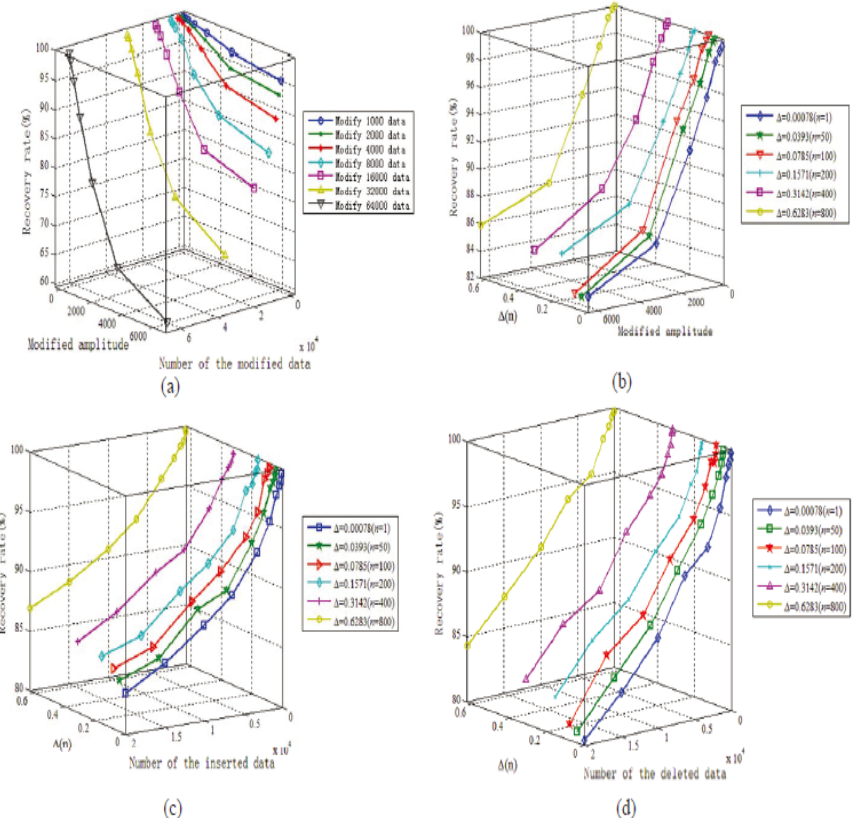 100
95
90
85
80
75
70
65
60
Recovery rate(%)
0
2000
4000
6000
Modified amplitude
6
4
2
0
x 10⁴
Number of the modified data
Modify 1000 data
Modify 2000 data
Modify 4000 data
Modify 8000 data
Modify 16000 data
Modify 32000 data
Modify 64000 data
(a)
100
98
96
94
92
90
88
86
84
82
Recovery rate(%)
0.6
0.4
0.2
0
Δ(n)
6000
4000
2000
0
Modified amplitude
Δ=0.00078(n=1)
Δ=0.0393(n=50)
Δ=0.0785(n=100)
Δ=0.1571(n=200)
Δ=0.3142(n=400)
Δ=0.6283(n=800)
(b)
100
95
90
85
80
Recovery rate(%)
0.6
0.4
0.2
0
Δ(n)
2
1.5
1
0.5
0
x 10⁴
Number of the inserted data
Δ=0.00078(n=1)
Δ=0.0393(n=50)
Δ=0.0785(n=100)
Δ=0.1571(n=200)
Δ=0.3142(n=400)
Δ=0.6283(n=800)
(c)
100
95
90
85
80
Recovery rate(%)
0.6
0.4
0.2
0
Δ(n)
2
1.5
1
0.5
0
x 10⁴
Number of the deleted data
Δ=0.00078(n=1)
Δ=0.0393(n=50)
Δ=0.0785(n=100)
Δ=0.1571(n=200)
Δ=0.3142(n=400)
Δ=0.6283(n=800)
(d)